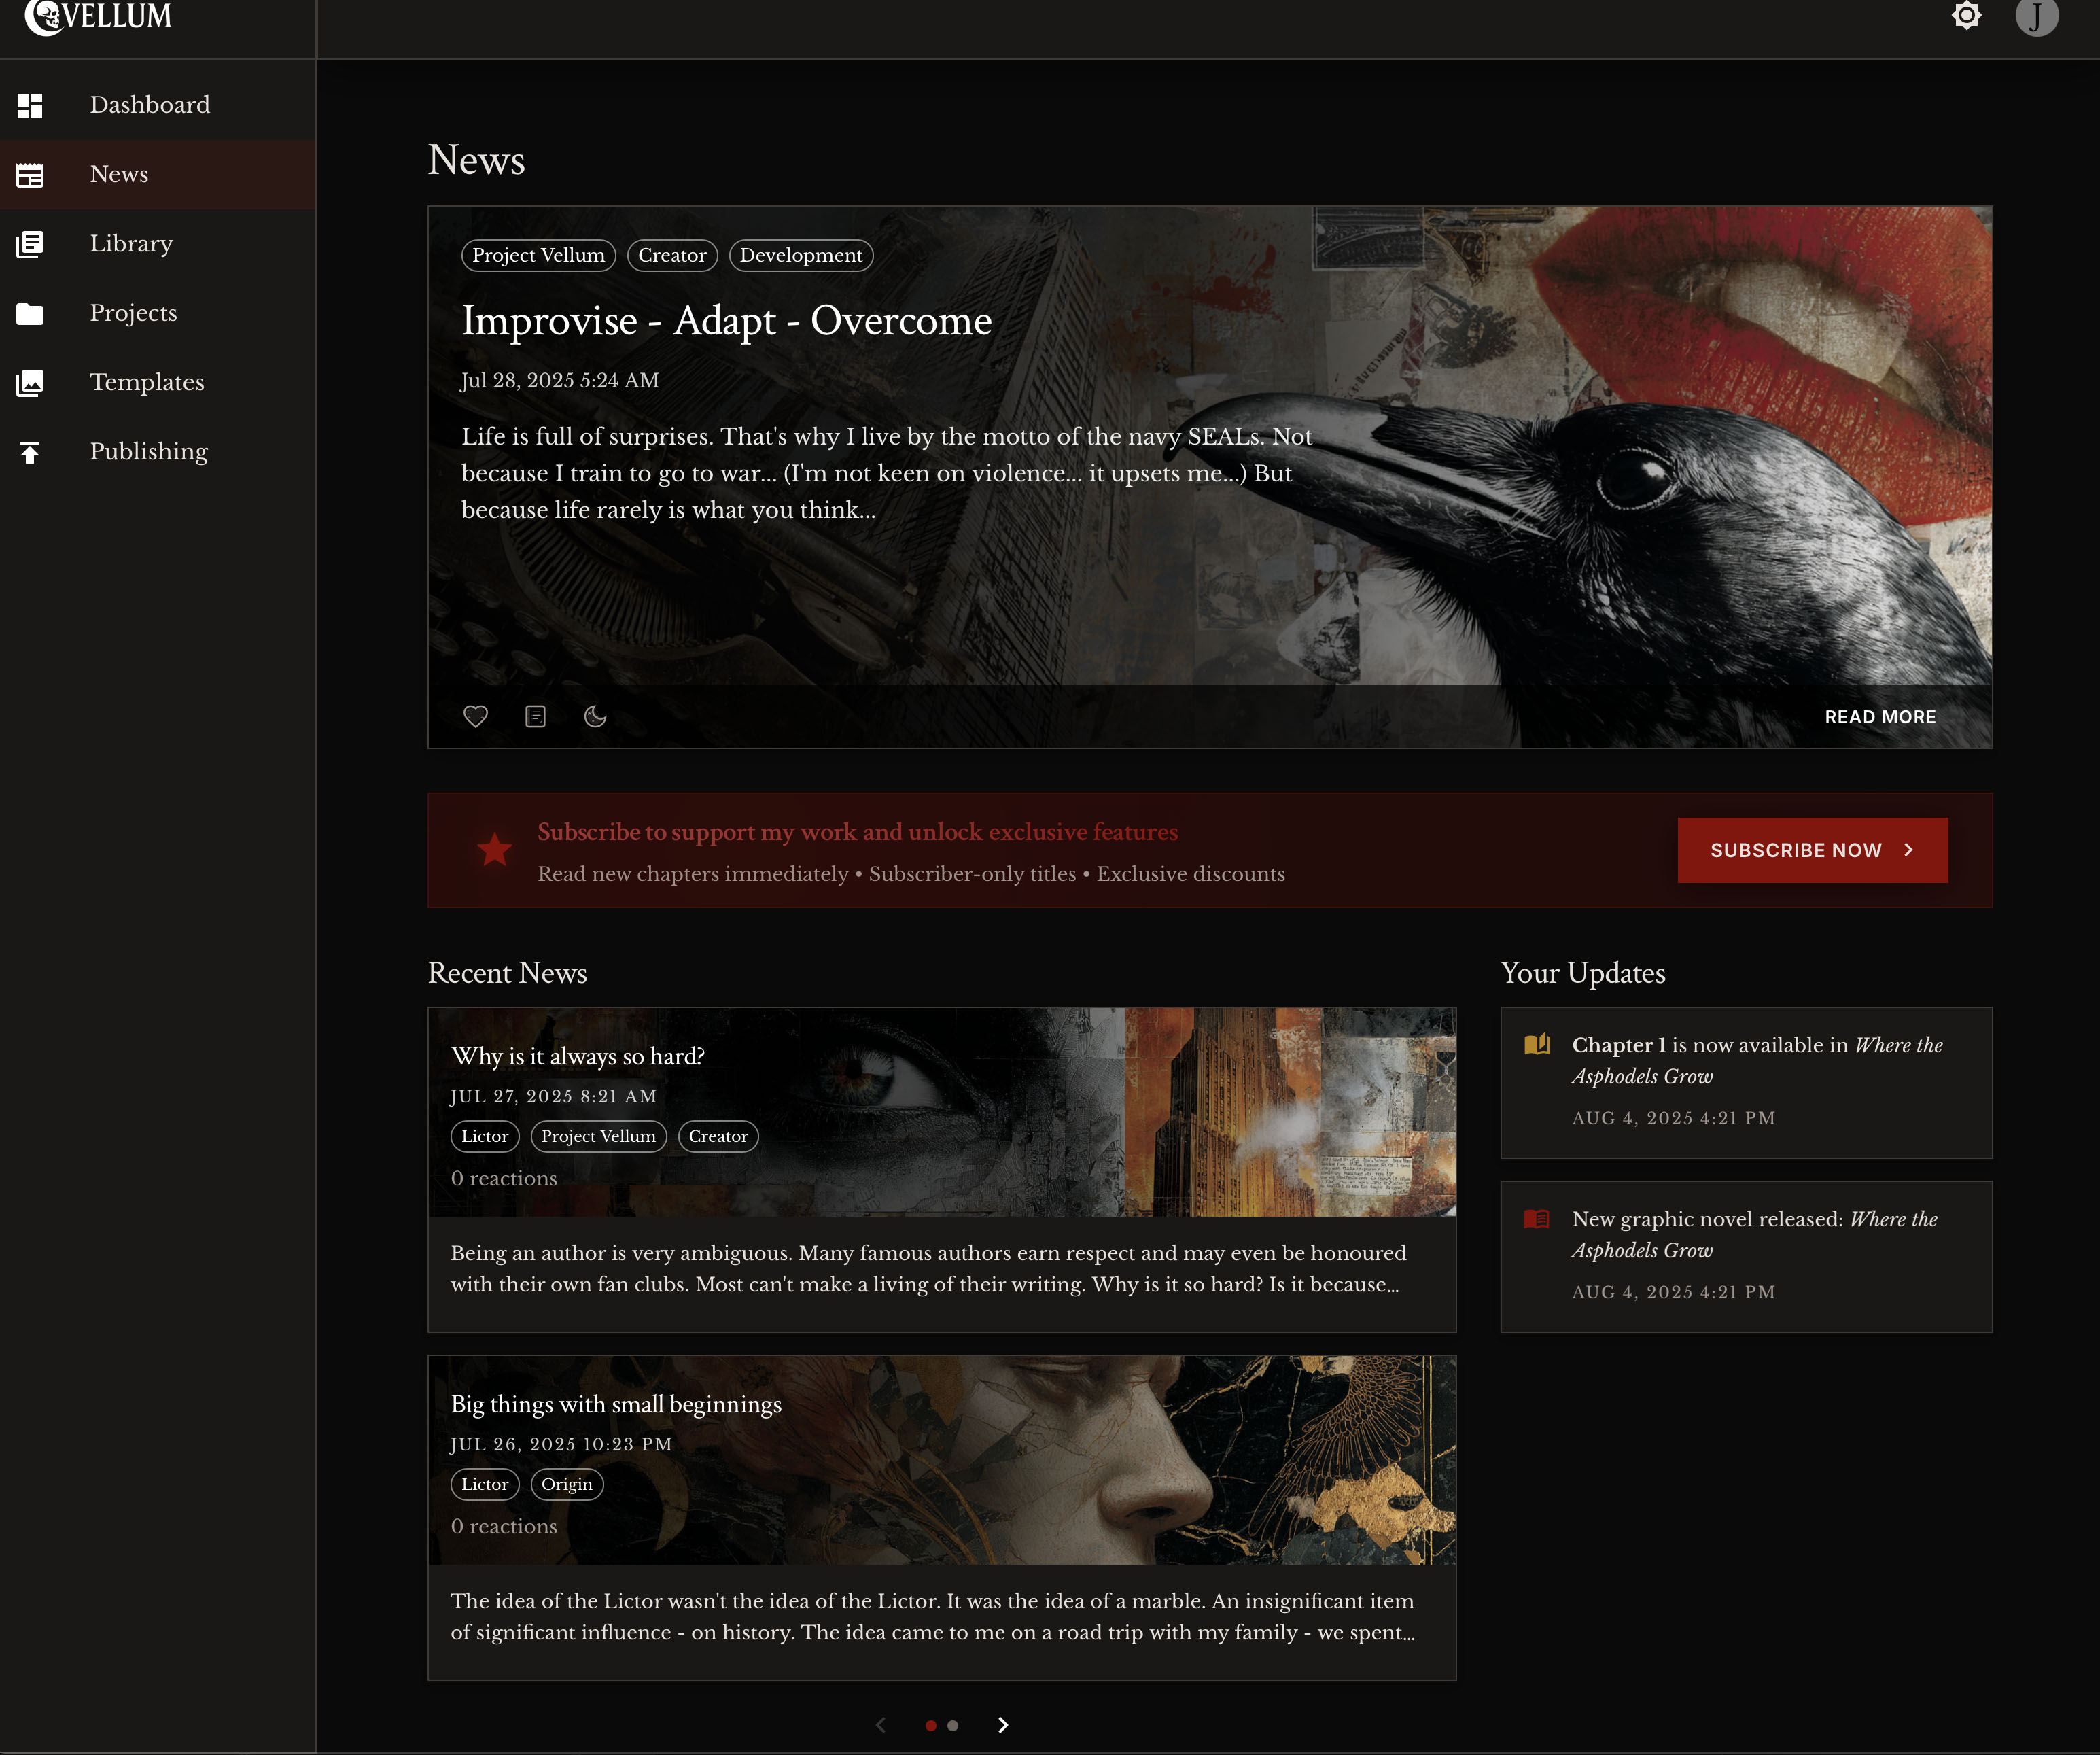 VELLUM
J
Dashboard
News
Library
Projects
Templates
Publishing
News
Project Vellum
Creator
Development
Improvise - Adapt - Overcome
Jul 28, 2025 5:24 AM
Life is full of surprises. That's why I live by the motto of the navy SEALs. Not
because I train to go to war... (I'm not keen on violence... it upsets me...) But
because life rarely is what you think...
READ MORE
Subscribe to support my work and unlock exclusive features
Read new chapters immediately • Subscriber-only titles • Exclusive discounts
SUBSCRIBE NOW
Recent News
Why is it always so hard?
JUL 27, 2025 8:21 AM
Lictor
Project Vellum
Creator
0 reactions
Being an author is very ambiguous. Many famous authors earn respect and may even be honoured
with their own fan clubs. Most can't make a living of their writing. Why is it so hard? Is it because...
Big things with small beginnings
JUL 26, 2025 10:23 PM
Lictor
Origin
0 reactions
The idea of the Lictor wasn't the idea of the Lictor. It was the idea of a marble. An insignificant item
of significant influence - on history. The idea came to me on a road trip with my family - we spent...
Your Updates
Chapter 1 is now available in Where the
Asphodels Grow
AUG 4, 2025 4:21 PM
New graphic novel released: Where the
Asphodels Grow
AUG 4, 2025 4:21 PM